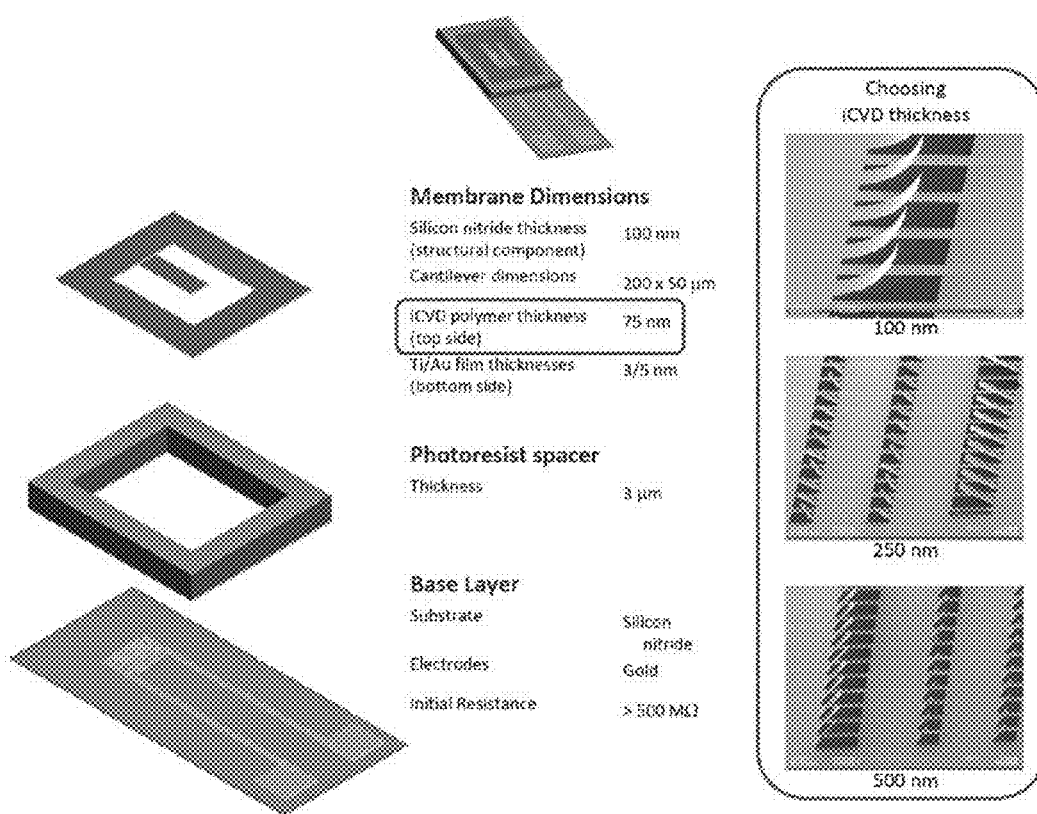 Membrane Dimensions
Silicon nitride thickness
(structural component)
100 nm
Cantilever dimensions
200 x 50 µm
iCVD polymer thickness
(top side)
75 nm
Ti/Au film thicknesses
(bottom side)
3/5 nm
Photoresist spacer
Thickness
3 µm
Base Layer
Substrate
Silicon
nitride
Electrodes
Gold
Initial Resistance
> 500 MΩ
Choosing
iCVD thickness
100 nm
250 nm
500 nm